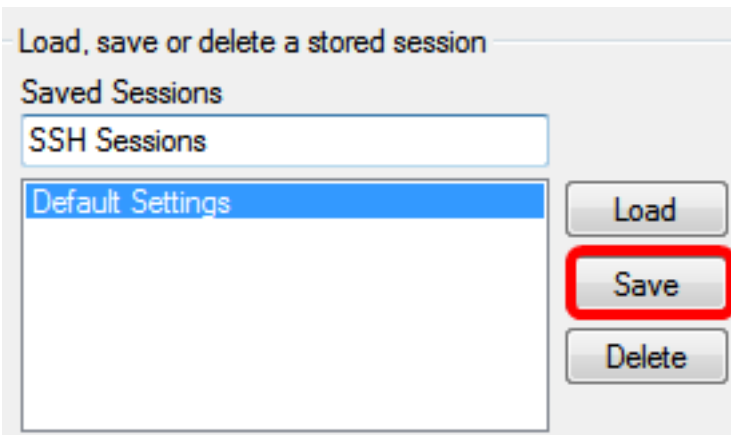 Load, save or delete a stored session
Saved Sessions
SSH Sessions
Default Settings
Load
Save
Delete